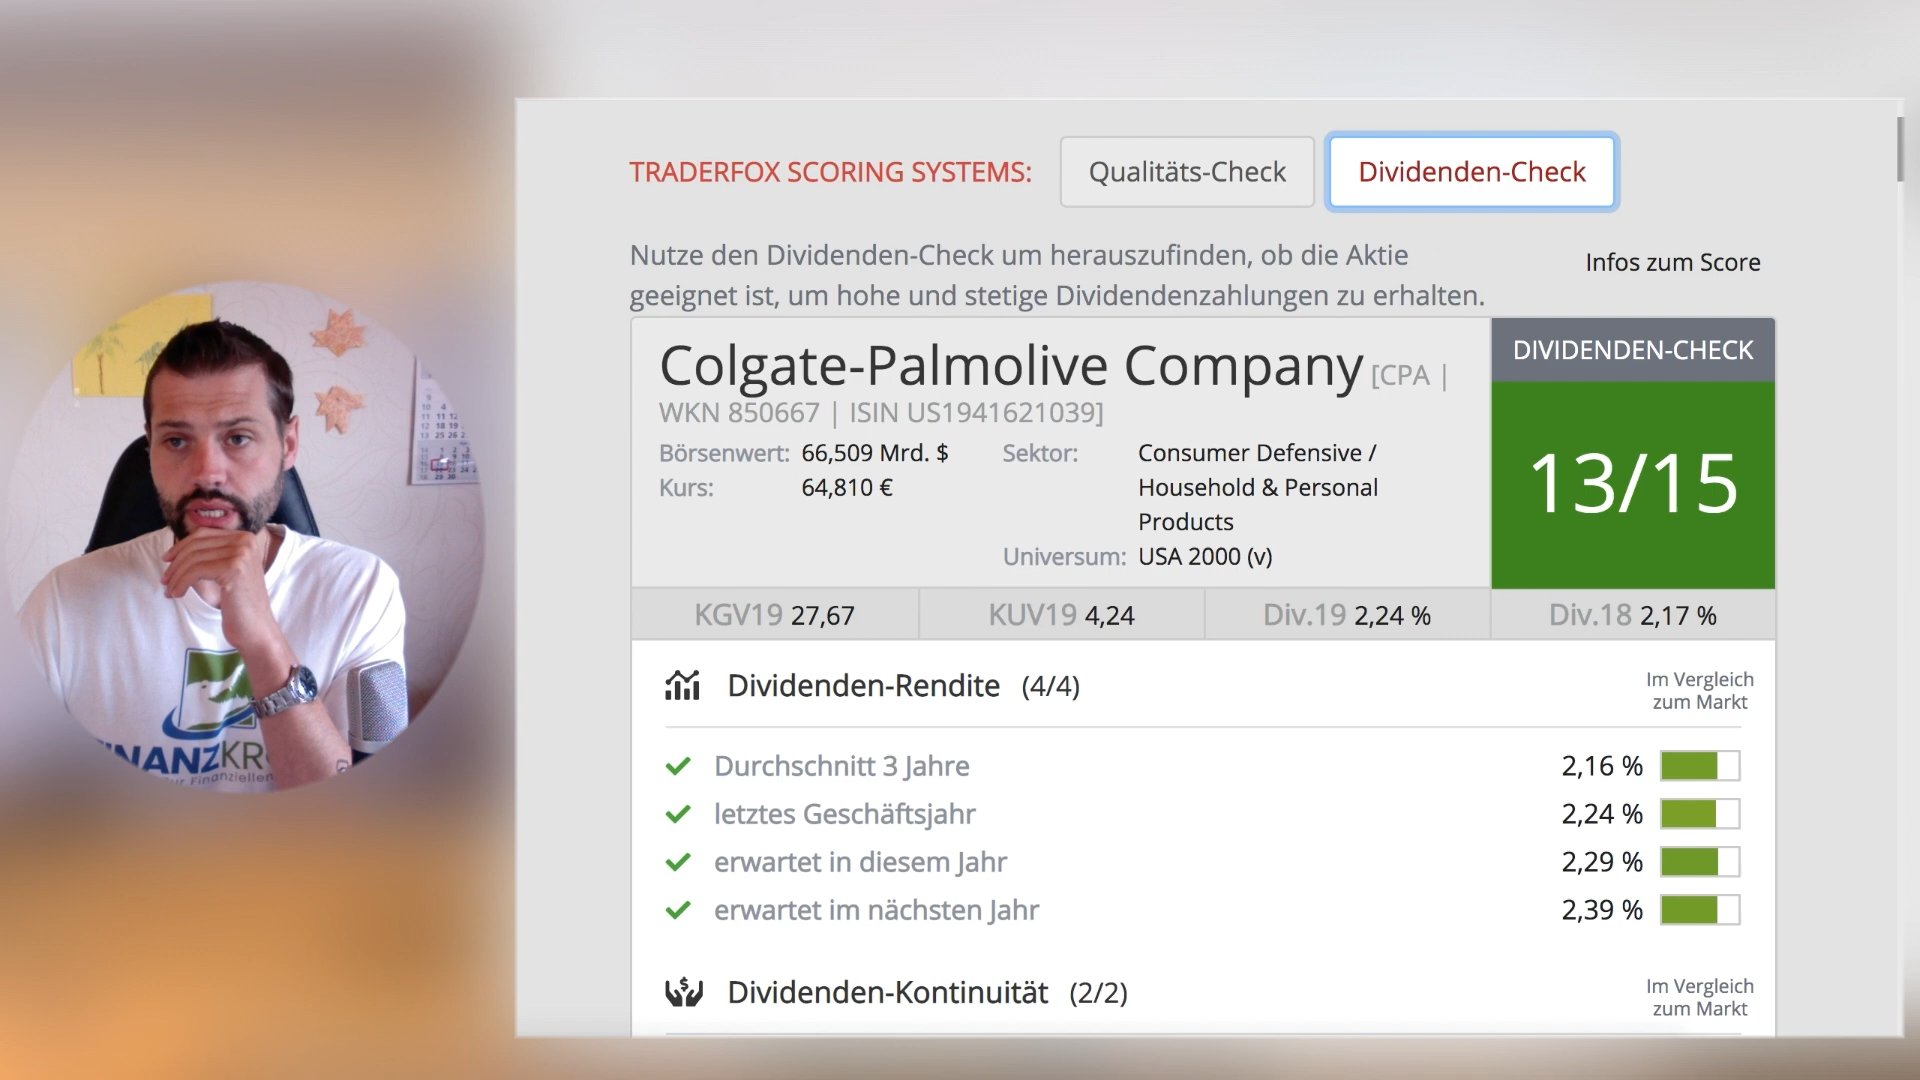 TRADERFOX SCORING SYSTEMS:
Qualitäts-Check
Dividenden-Check
Nutze den Dividenden-Check um herauszufinden, ob die Aktie
geeignet ist, um hohe und stetige Dividendenzahlungen zu erhalten.
Infos zum Score
Colgate-Palmolive Company [CPA |
WKN 850667 | ISIN US1941621039]
Börsenwert: 66,509 Mrd. $
Kurs: 64,810 €
Sektor: Consumer Defensive /
Household & Personal
Products
Universum: USA 2000 (v)
DIVIDENDEN-CHECK
13/15
KGV19 27,67
KUV19 4,24
Div.19 2,24 %
Div.18 2,17 %
Dividenden-Rendite (4/4)
Im Vergleich
zum Markt
Durchschnitt 3 Jahre 2,16 %
letztes Geschäftsjahr 2,24 %
erwartet in diesem Jahr 2,29 %
erwartet im nächsten Jahr 2,39 %
Dividenden-Kontinuität (2/2)
Im Vergleich
zum Markt